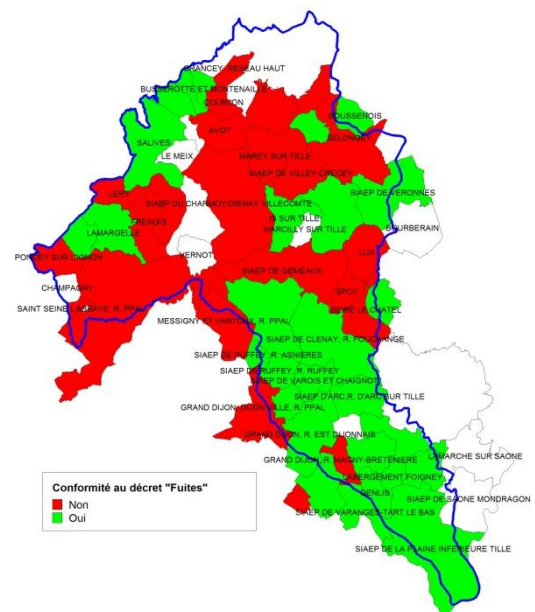 GRANCEY, RESEAU HAUT
BUSSEROTTE ET MONTENAILLE
COURLON
BOUSSENOIS
AVOT
SELONGEY
SALIVES
LE MEIX
MAREY SUR TILLE
SIAEP DE VILLEY-CRECEY
LERY
SIAEP DE VERONNES
SIAEP DU CHARMOY/DIENAY VILLECOMTE
FRENOIS
IS SUR TILLE
LAMARGELLE
MARCILLY SUR TILLE
BOURBERAIN
VERNOT
LUX
PONCEY SUR L'IGNON
SIAEP DE GEMEAUX
CHAMPAGNY
SPOY
SAINT SEINE L'ABBAYE, R. PPAL
BEIRE LE CHATEL
MESSIGNY ET VANTOUX, R. PPAL
SIAEP DE CLENAY, R. FOUCHANGE
SIAEP DE RUFFEY, R. ASNIERES
SIAEP DE RUFFEY, R. RUFFEY
SIAEP DE VAROIS ET CHAIGNOT
SIAEP D'ARC, R. D'ARC SUR TILLE
GRAND DIJON, DIJON VILLE, R. PPAL
GRAND DIJON, R. EST DIJONNAIS
GRAND DIJON, R. MAGNY-BRETENIERE
LAMARCHE SUR SAONE
LABERGEMENT FOIGNEY
GENLIS
SIAEP DE SAONE MONDRAGON
SIAEP DE VARANGES-TART LE BAS
SIAEP DE LA PLAINE INFERIEURE TILLE
Conformité au décret "Fuites"
Non
Oui